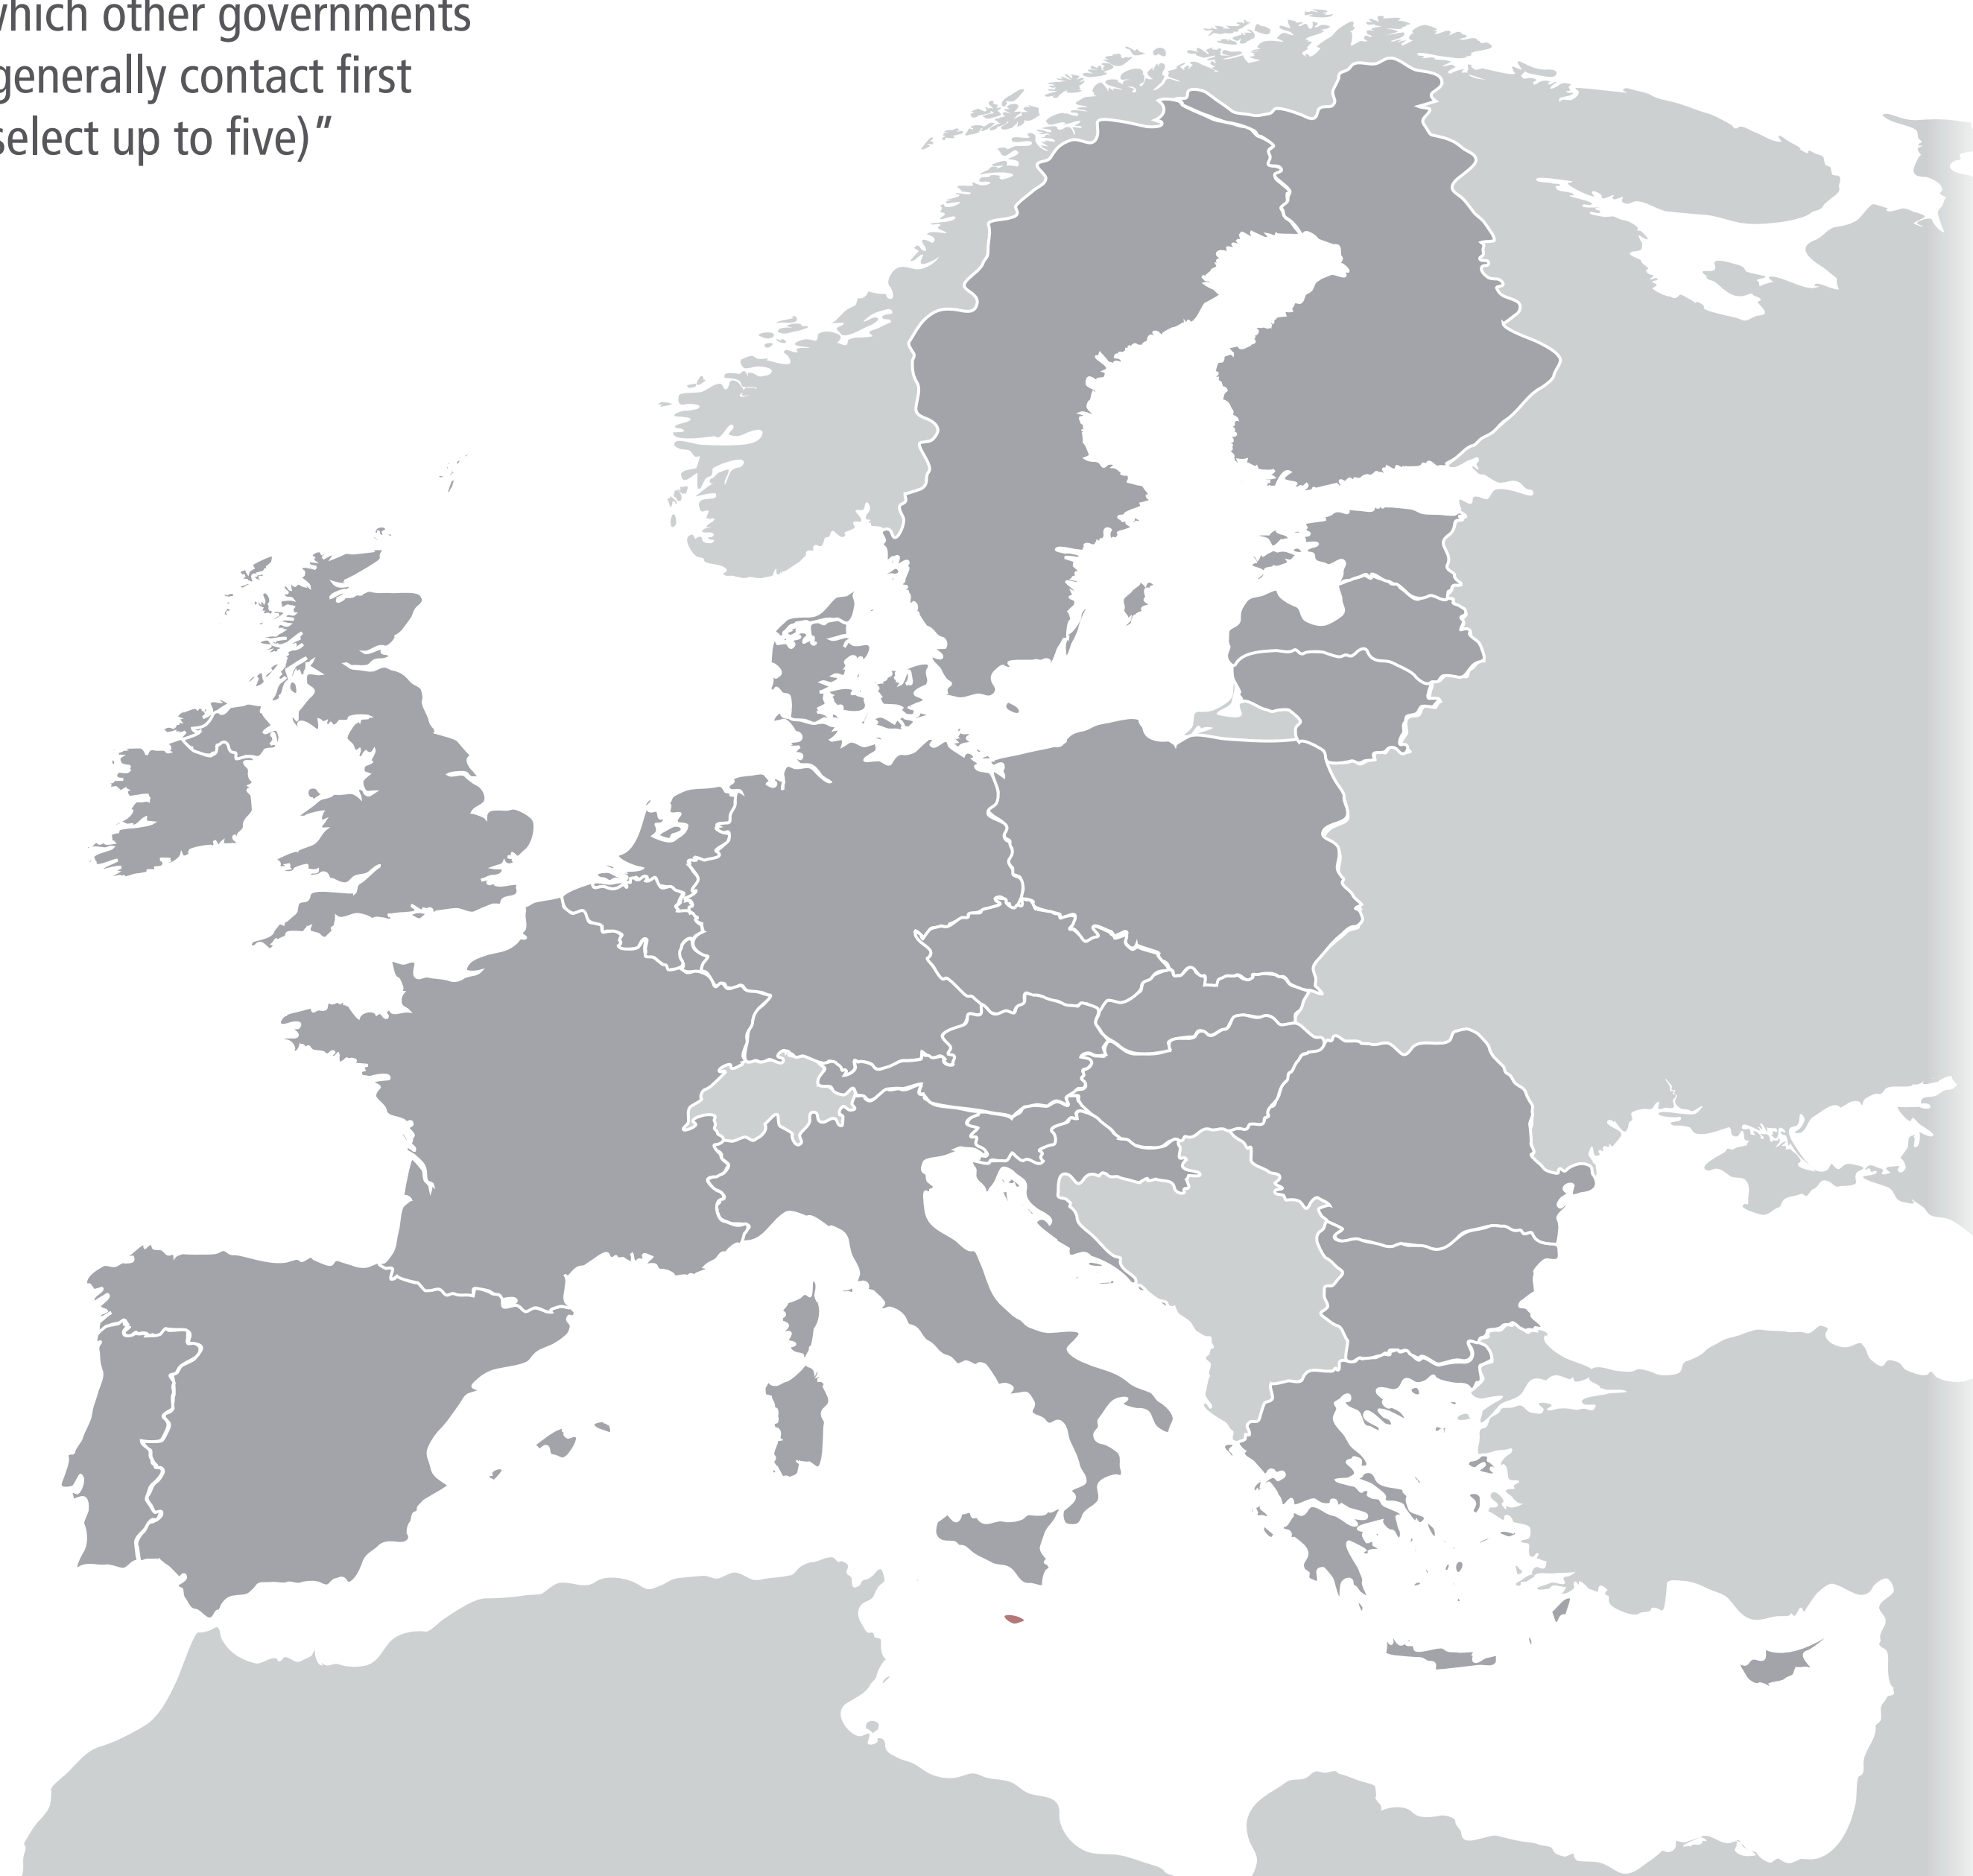 which other governments
generally contact first
select up to five)“”